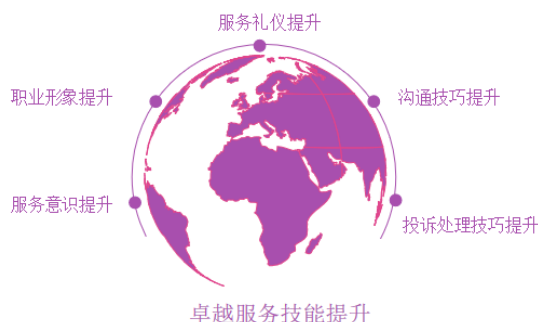 服务礼仪提升
职业形象提升
沟通技巧提升
服务意识提升
投诉处理技巧提升
卓越服务技能提升